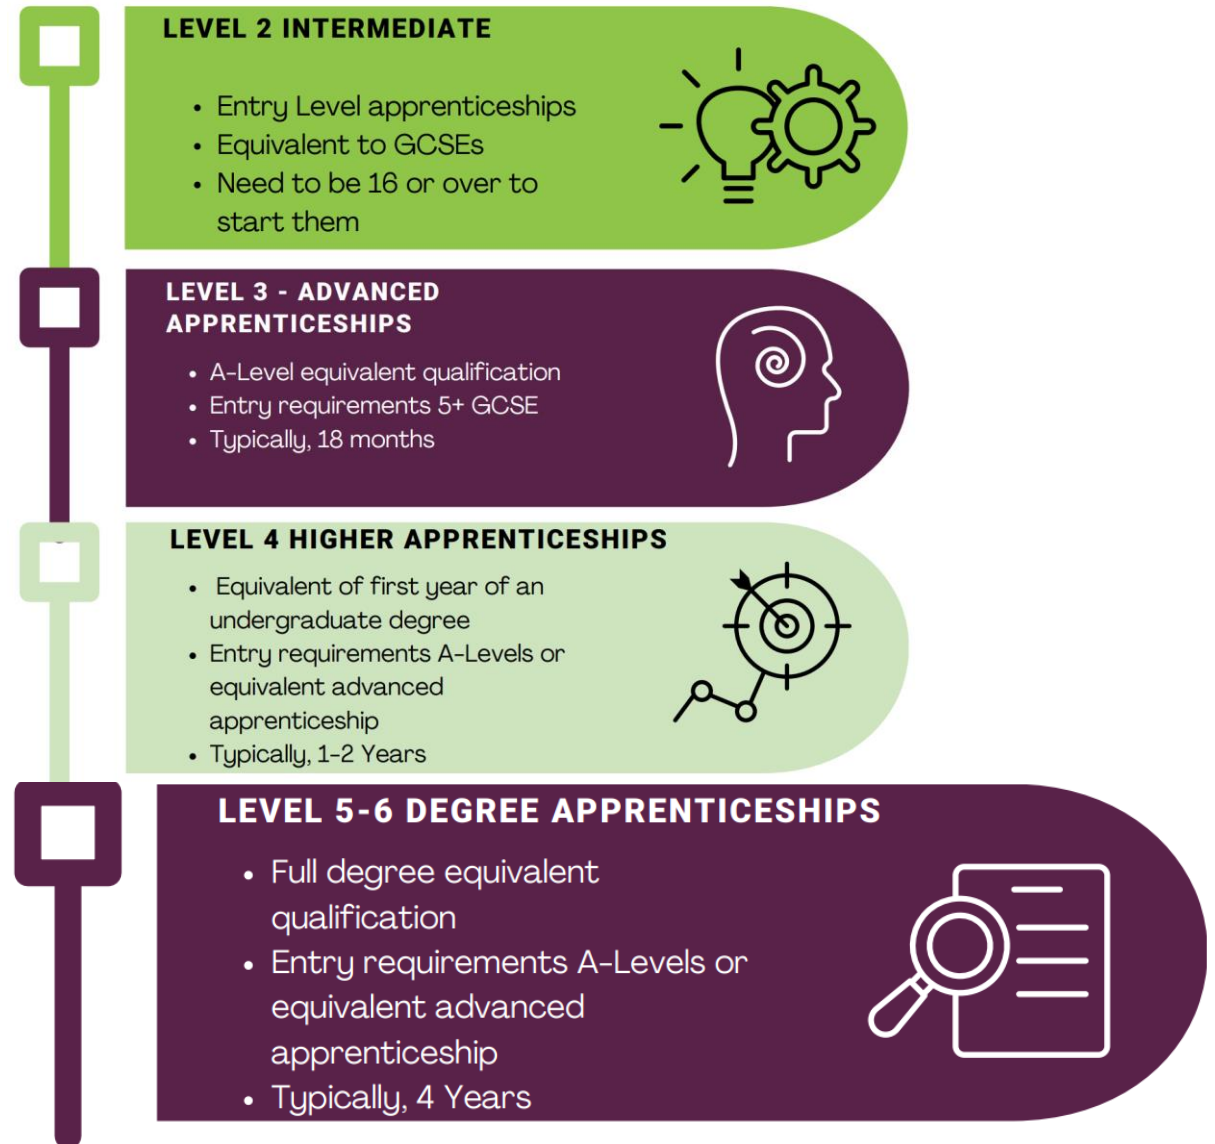 LEVEL 2 INTERMEDIATE
• Entry Level apprenticeships
• Equivalent to GCSEs
• Need to be 16 or over to
start them
LEVEL 3 - ADVANCED
APPRENTICESHIPS
• A-Level equivalent qualification
• Entry requirements 5+ GCSE
• Typically, 18 months
LEVEL 4 HIGHER APPRENTICESHIPS
• Equivalent of first year of an
undergraduate degree
• Entry requirements A-Levels or
equivalent advanced
apprenticeship
• Typically, 1-2 Years
LEVEL 5-6 DEGREE APPRENTICESHIPS
• Full degree equivalent
qualification
• Entry requirements A-Levels or
equivalent advanced
apprenticeship
• Typically, 4 Years